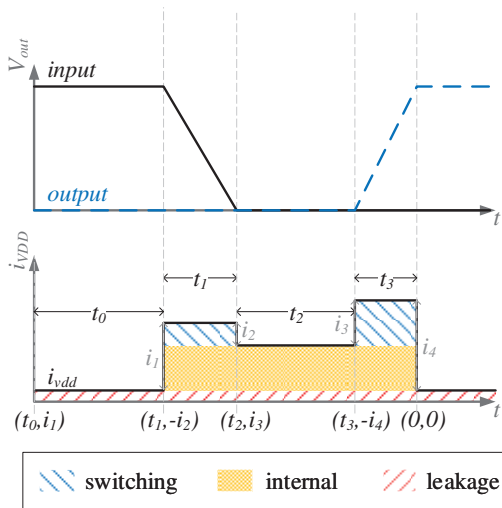 V_out
input
output
t
i_VDD
t_1
t_3
t_0
t_2
i_1
i_2
i_3
i_4
i_vdd
(t_0,i_1)
(t_1,-i_2)
(t_2,i_3)
(t_3,-i_4)
(0,0)
t
switching
internal
leakage